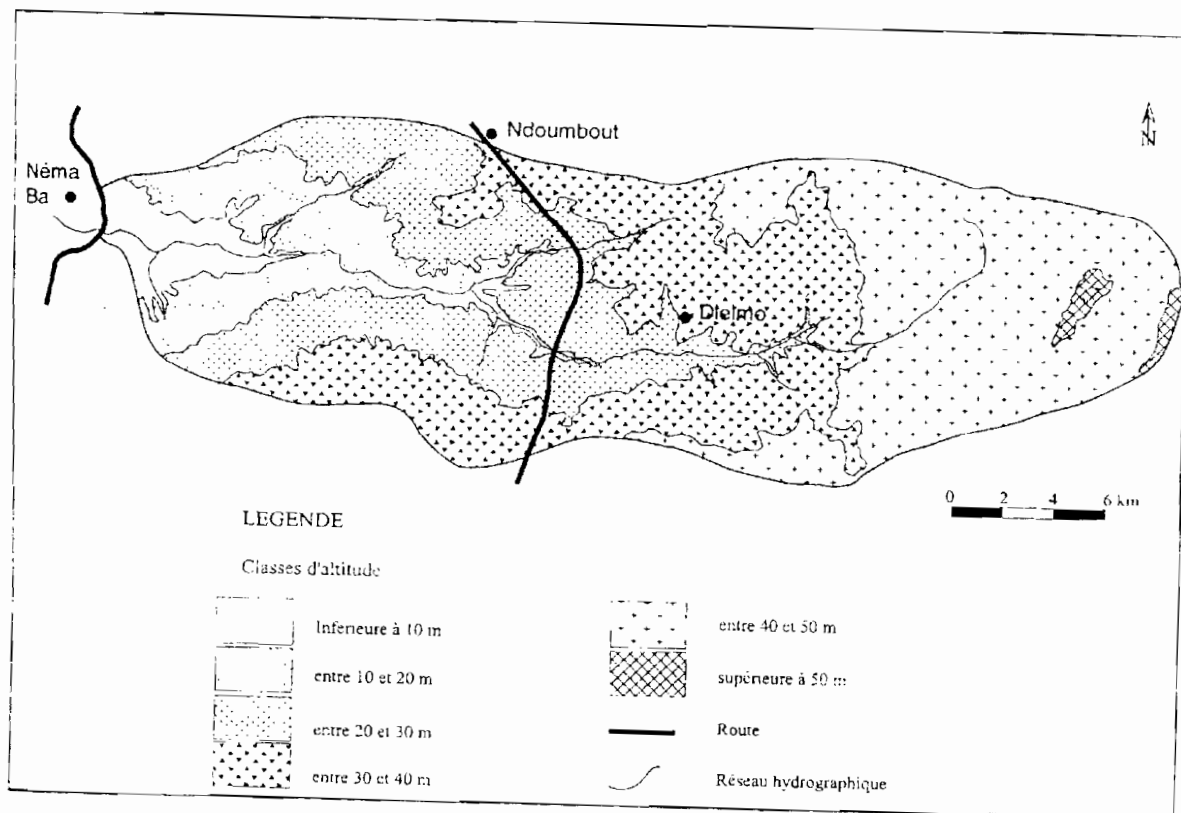 Ndoumbout
N
Néma
Ba
Dielmo
0 2 4 6 km
LEGENDE
Classes d'altitude
Inférieure à 10 m
entre 10 et 20 m
entre 20 et 30 m
entre 30 et 40 m
entre 40 et 50 m
supérieure à 50 m
Route
Réseau hydrographique